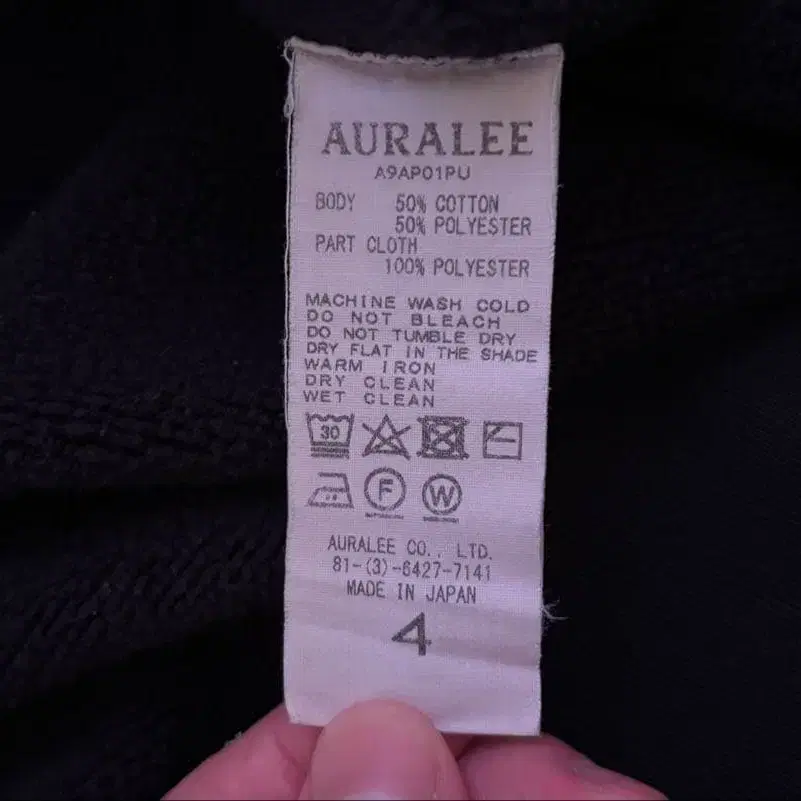 AURALEE
A9AP01PU
BODY 50% COTTON
50% POLYESTER
PART CLOTH
100% POLYESTER
MACHINE WASH COLD
DO NOT BLEACH
DO NOT TUMBLE DRY
DRY FLAT IN THE SHADE
WARM IRON
DRY CLEAN
WET CLEAN
30
F W
AURALEE CO., LTD.
81-(3)-6427-7141
MADE IN JAPAN
4